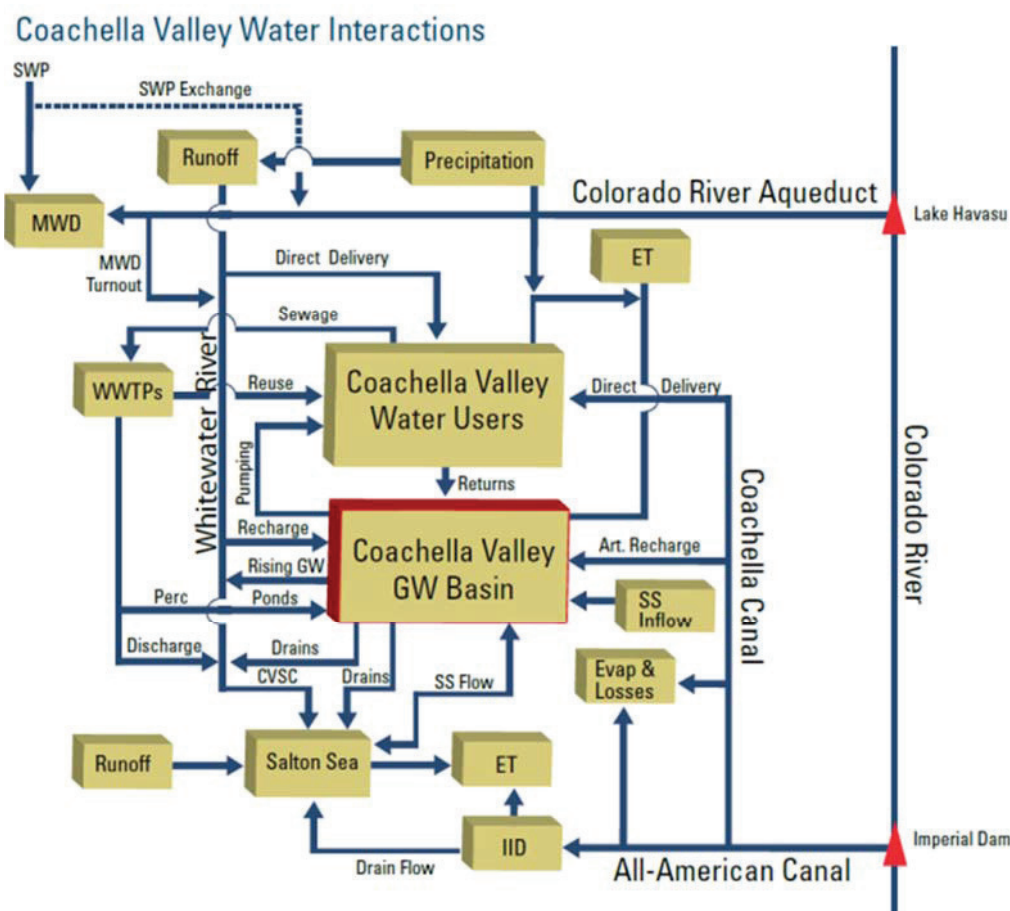 Coachella Valley Water Interactions
SWP
SWP Exchange
Runoff
Precipitation
Colorado River Aqueduct
Lake Havasu
MWD
ET
MWD
Turnout
Direct Delivery
Sewage
WWTPs
Reuse
Whitewater River
Coachella Valley
Water Users
Direct Delivery
Pumping
Returns
Colorado River
Coachella Canal
Recharge
Coachella Valley
GW Basin
Art. Recharge
Rising GW
Perc Ponds
SS
Inflow
Discharge
Drains
CVSC
Drains
SS Flow
Evap &
Losses
Runoff
Salton Sea
ET
IID
Drain Flow
Imperial Dam
All-American Canal